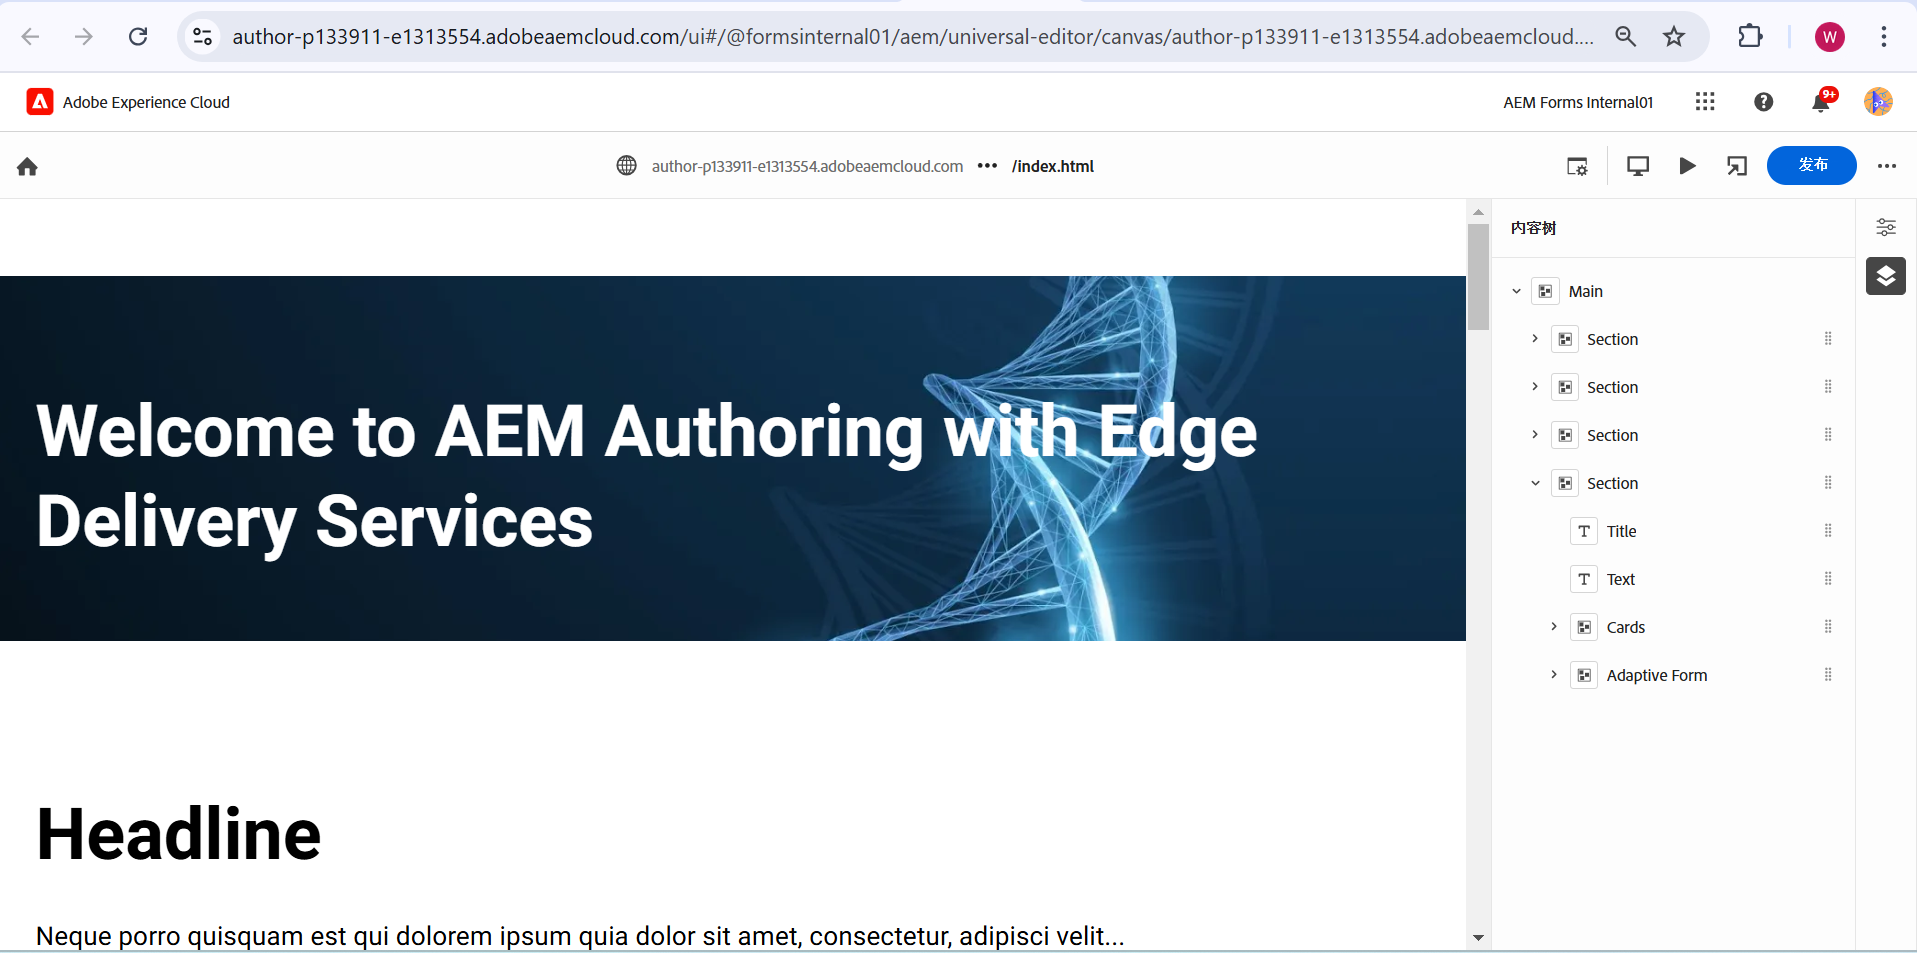 author-p133911-e1313554.adobeaemcloud.com/ui#/@formsinternal01/aem/universal-editor/canvas/author-p133911-e1313554.adobeaemcloud....
W
Adobe Experience Cloud
AEM Forms Internal01
9+
author-p133911-e1313554.adobeaemcloud.com ••• /index.html
发布
内容树
Main
Section
Section
Section
Section
Title
Text
Cards
Adaptive Form
Welcome to AEM Authoring with Edge
Delivery Services
Headline
Neque porro quisquam est qui dolorem ipsum quia dolor sit amet, consectetur, adipisci velit...